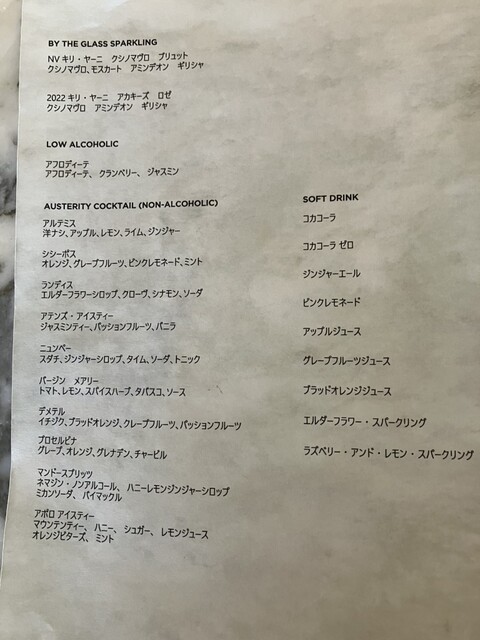 BY THE GLASS SPARKLING
NV キリ・ヤーニ　クシノマヴロ　ブリュット
クシノマヴロ、モスカート　アミンデオン　ギリシャ
2022 キリ・ヤーニ　アカキーズ　ロゼ
クシノマヴロ　アミンデオン　ギリシャ
LOW ALCOHOLIC
アフロディーテ
アフロディーテ、 クランベリー、 ジャスミン
AUSTERITY COCKTAIL (NON-ALCOHOLIC)
アルテミス
洋ナシ、アップル、レモン、ライム、ジンジャー
シシーポス
オレンジ、グレープフルーツ、ピンクレモネード、ミント
ランディス
エルダーフラワーシロップ、クローヴ、シナモン、ソーダ
アテンズ・アイスティー
ジャスミンティー、パッションフルーツ、バニラ
ニュンペー
スダチ、ジンジャーシロップ、タイム、ソーダ、トニック
バージン　メアリー
トマト、レモン、スパイスハーブ、タバスコ、ソース
デメテル
イチジク、ブラッドオレンジ、グレープフルーツ、パッションフルーツ
プロセルピナ
グレープ、オレンジ、グレナデン、チャービル
マンドースプリッツ
ネマジン・ノンアルコール、 ハニーレモンジンジャーシロップ
ミカンソーダ、 パイマックル
アポロ アイスティー
マウンテンティー、 ハニー、 シュガー、 レモンジュース
オレンジビターズ、 ミント
SOFT DRINK
コカコーラ
コカコーラ ゼロ
ジンジャーエール
ピンクレモネード
アップルジュース
グレープフルーツジュース
ブラッドオレンジジュース
エルダーフラワー・スパークリング
ラズベリー・アンド・レモン・スパークリング